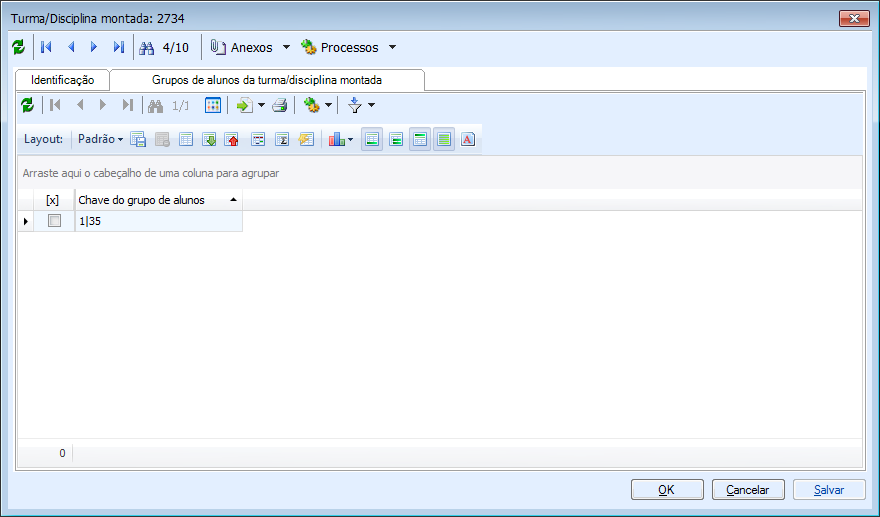 Turma/Disciplina montada: 2734
4/10 Anexos Processos
Identificação Grupos de alunos da turma/disciplina montada
1/1
Layout: Padrão
Arraste aqui o cabeçalho de uma coluna para agrupar
[x] Chave do grupo de alunos
1|35
0
OK Cancelar Salvar